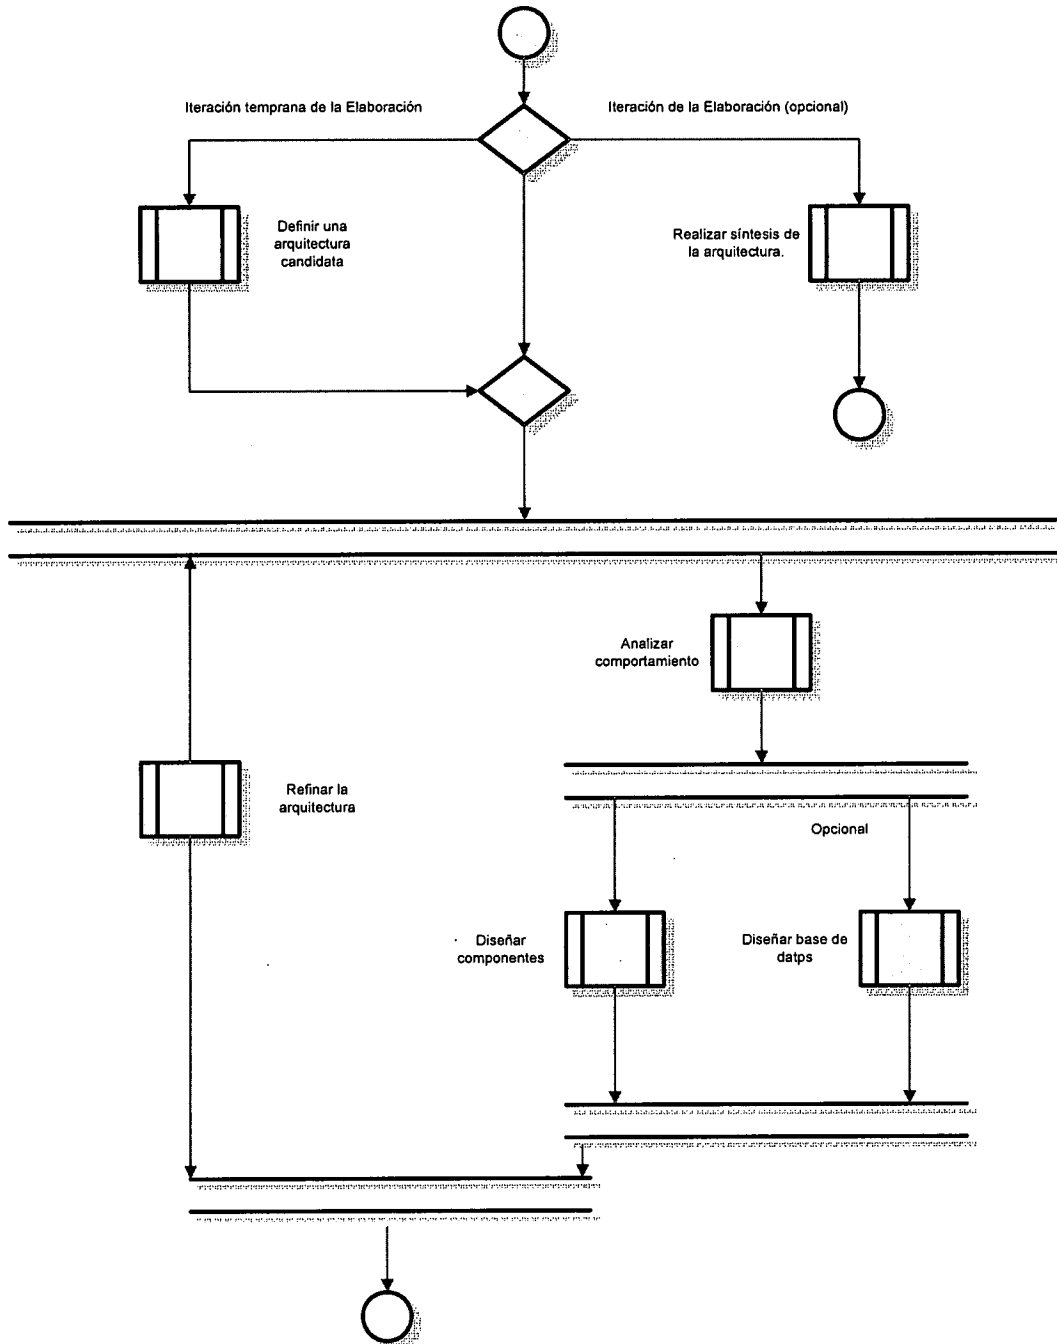 Iteración temprana de la Elaboración
Iteración de la Elaboración (opcional)
Definir una
arquitectura
candidata
Realizar síntesis de
la arquitectura.
Analizar
comportamiento
Refinar la
arquitectura
Opcional
Diseñar
componentes
Diseñar base de
datps